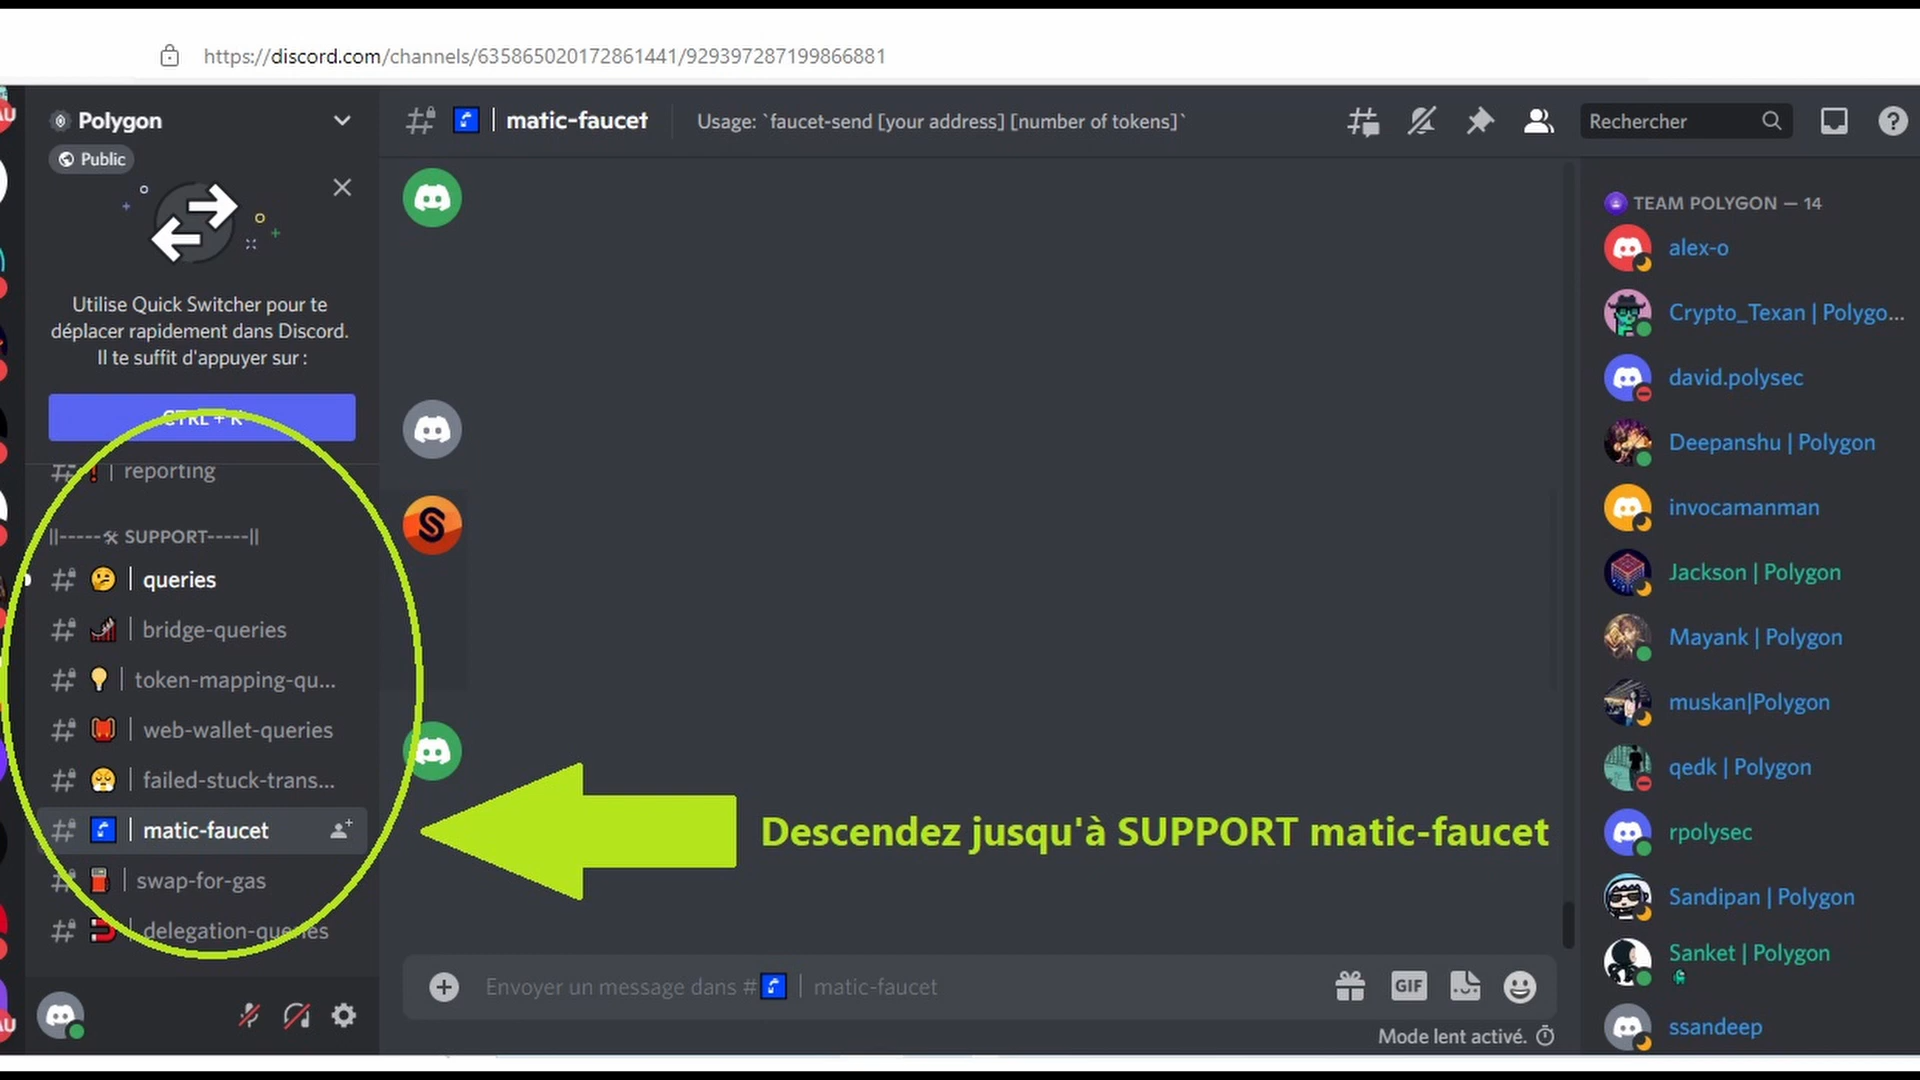 https://discord.com/channels/635865020172861441/929397287199866881
Polygon
Public
Utilise Quick Switcher pour te
déplacer rapidement dans Discord.
Il te suffit d'appuyer sur :
CTRL + K
reporting
||-----🛠 SUPPORT-----||
queries
bridge-queries
token-mapping-qu...
web-wallet-queries
failed-stuck-trans...
matic-faucet
swap-for-gas
delegation-queries
| matic-faucet
Usage: `faucet-send [your address] [number of tokens]`
Rechercher
Descendez jusqu'à SUPPORT matic-faucet
Envoyer un message dans # | matic-faucet
GIF
Mode lent activé.
TEAM POLYGON — 14
alex-o
Crypto_Texan | Polygo...
david.polysec
Deepanshu | Polygon
invocamanman
Jackson | Polygon
Mayank | Polygon
muskan|Polygon
qedk | Polygon
rpolysec
Sandipan | Polygon
Sanket | Polygon
ssandeep